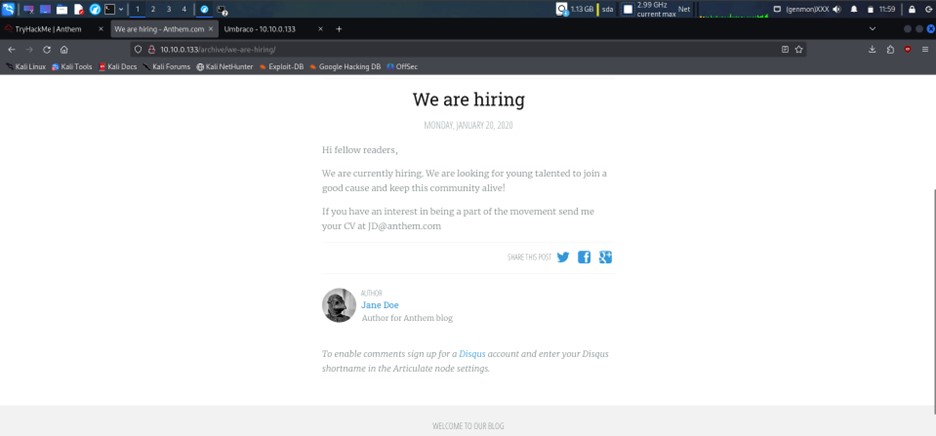 1 2 3 4 1.13 GB sda 2.99 GHz current max Net (genmon)XXX 11:59
TryHackMe | Anthem × We are hiring - Anthem.com × Umbraco - 10.10.0.133 × +
10.10.0.133/archive/we-are-hiring/
Kali Linux Kali Tools Kali Docs Kali Forums Kali NetHunter Exploit-DB Google Hacking DB OffSec
We are hiring
MONDAY, JANUARY 20, 2020
Hi fellow readers,
We are currently hiring. We are looking for young talented to join a
good cause and keep this community alive!
If you have an interest in being a part of the movement send me
your CV at JD@anthem.com
SHARE THIS POST
AUTHOR
Jane Doe
Author for Anthem blog
To enable comments sign up for a Disqus account and enter your Disqus
shortname in the Articulate node settings.
WELCOME TO OUR BLOG